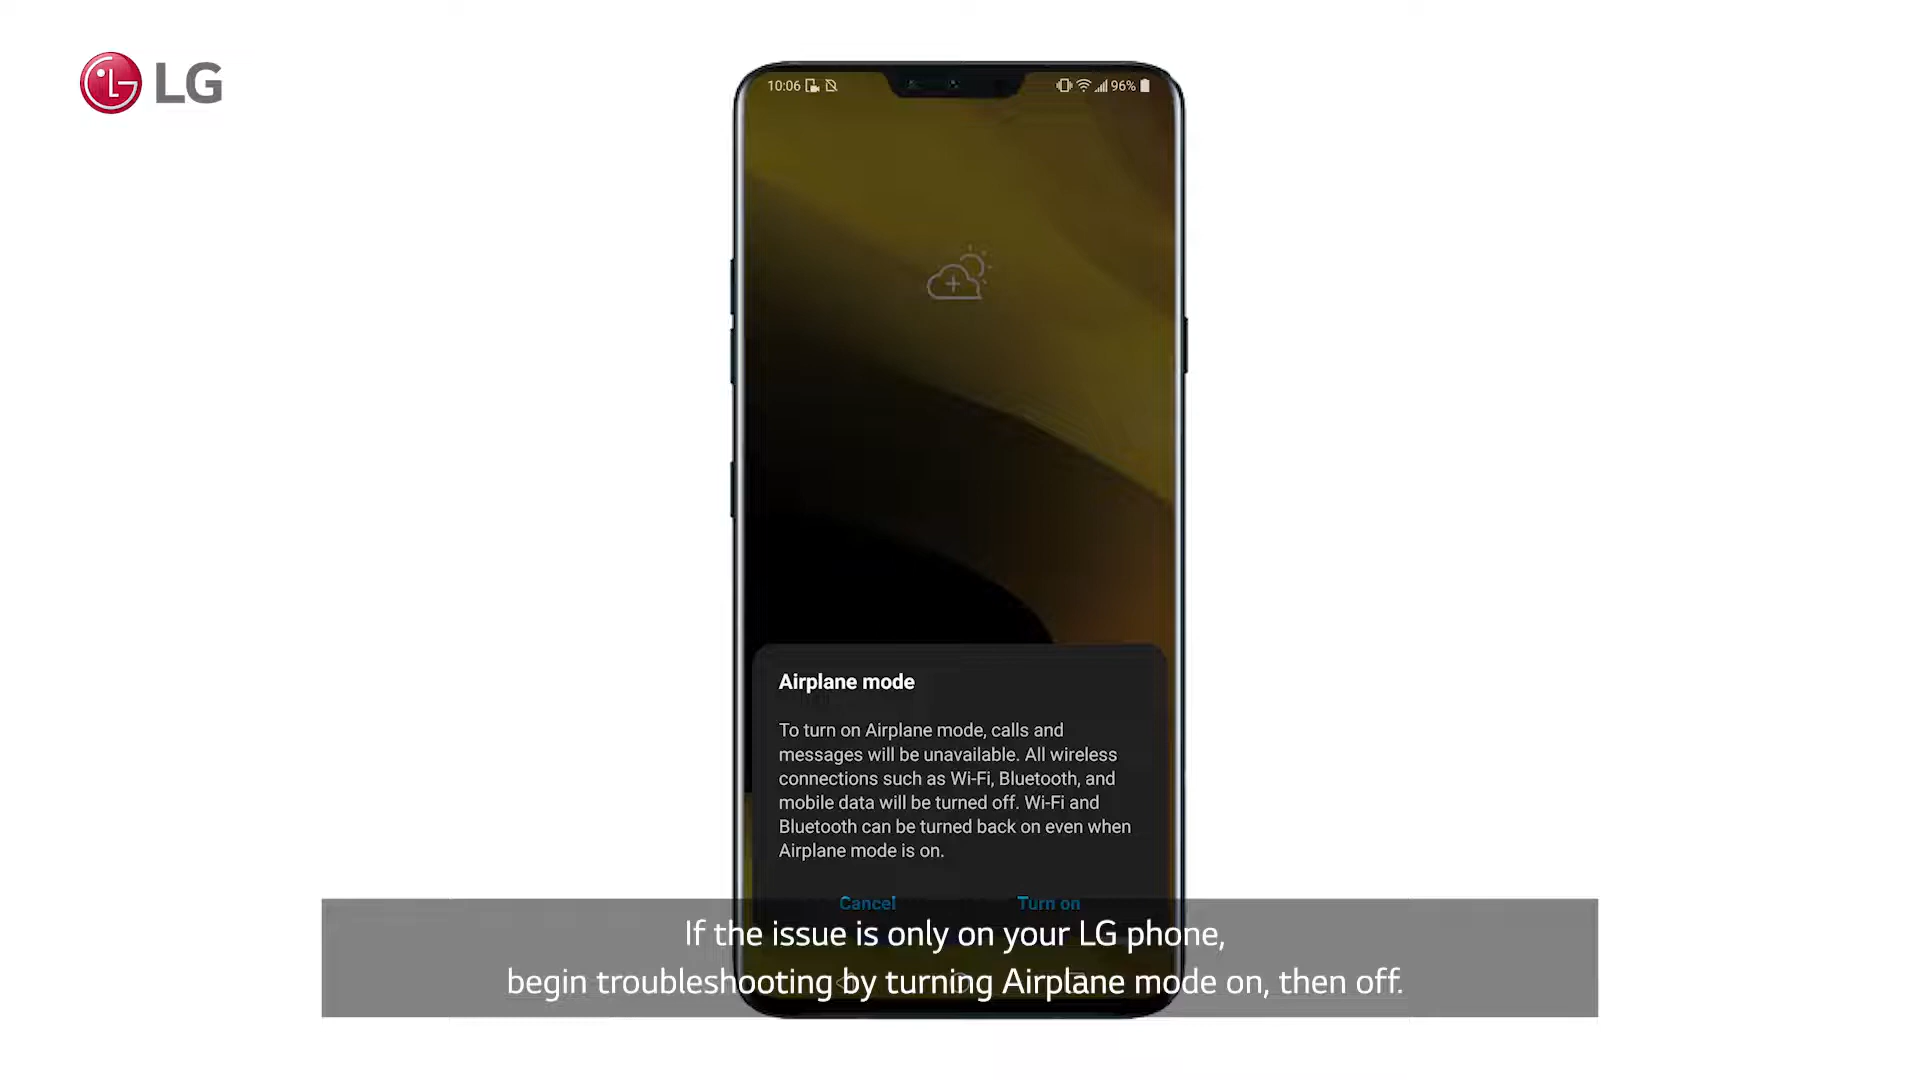 LG
10:06
96%
Airplane mode
To turn on Airplane mode, calls and
messages will be unavailable. All wireless
connections such as Wi-Fi, Bluetooth, and
mobile data will be turned off. Wi-Fi and
Bluetooth can be turned back on even when
Airplane mode is on.
Cancel Turn on
If the issue is only on your LG phone,
begin troubleshooting by turning Airplane mode on, then off.